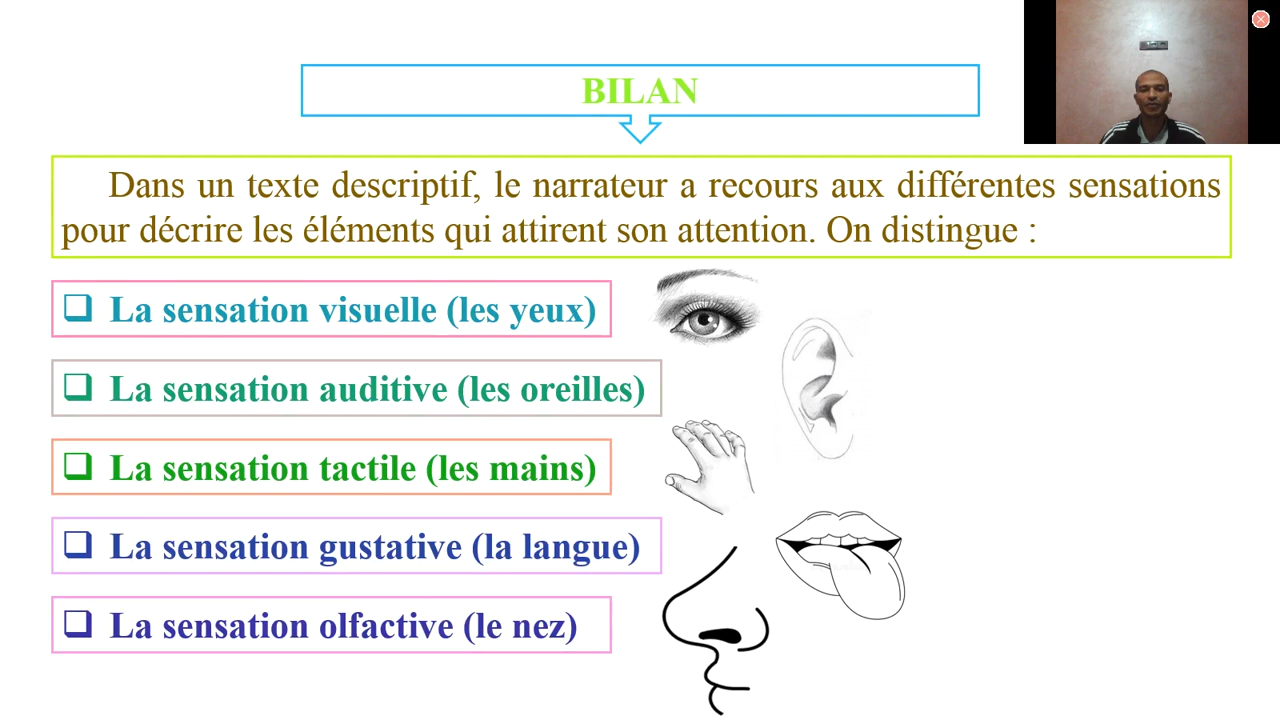 BILAN
Dans un texte descriptif, le narrateur a recours aux différentes sensations
pour décrire les éléments qui attirent son attention. On distingue :
❑ La sensation visuelle (les yeux)
❑ La sensation auditive (les oreilles)
❑ La sensation tactile (les mains)
❑ La sensation gustative (la langue)
❑ La sensation olfactive (le nez)